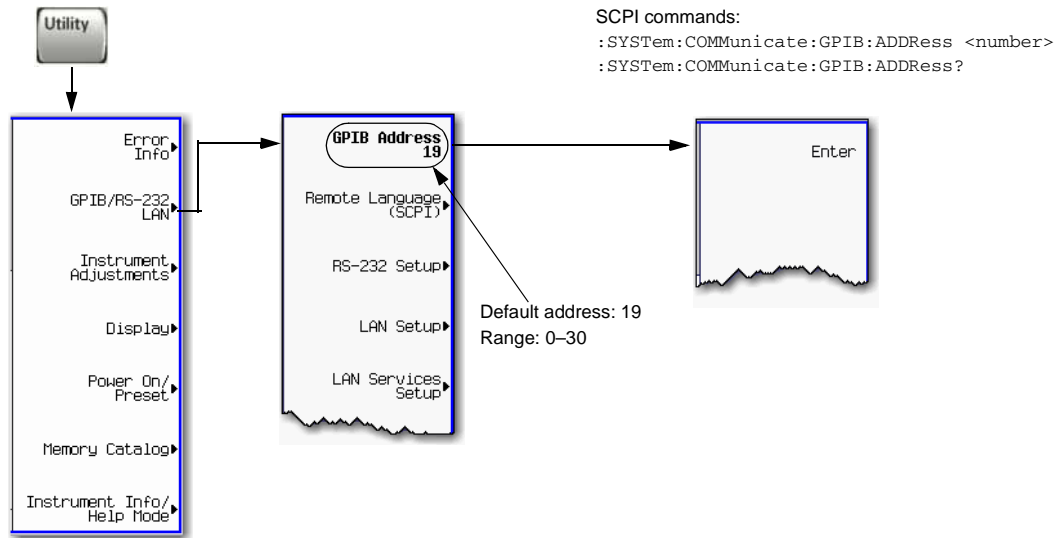 Utility
SCPI commands:
:SYSTem:COMMunicate:GPIB:ADDRess <number>
:SYSTem:COMMunicate:GPIB:ADDRess?
Error
Info
GPIB/RS-232
LAN
Instrument
Adjustments
Display
Power On/
Preset
Memory Catalog
Instrument Info/
Help Mode
GPIB Address
19
Remote Language
(SCPI)
RS-232 Setup
LAN Setup
LAN Services
Setup
Default address: 19
Range: 0–30
Enter